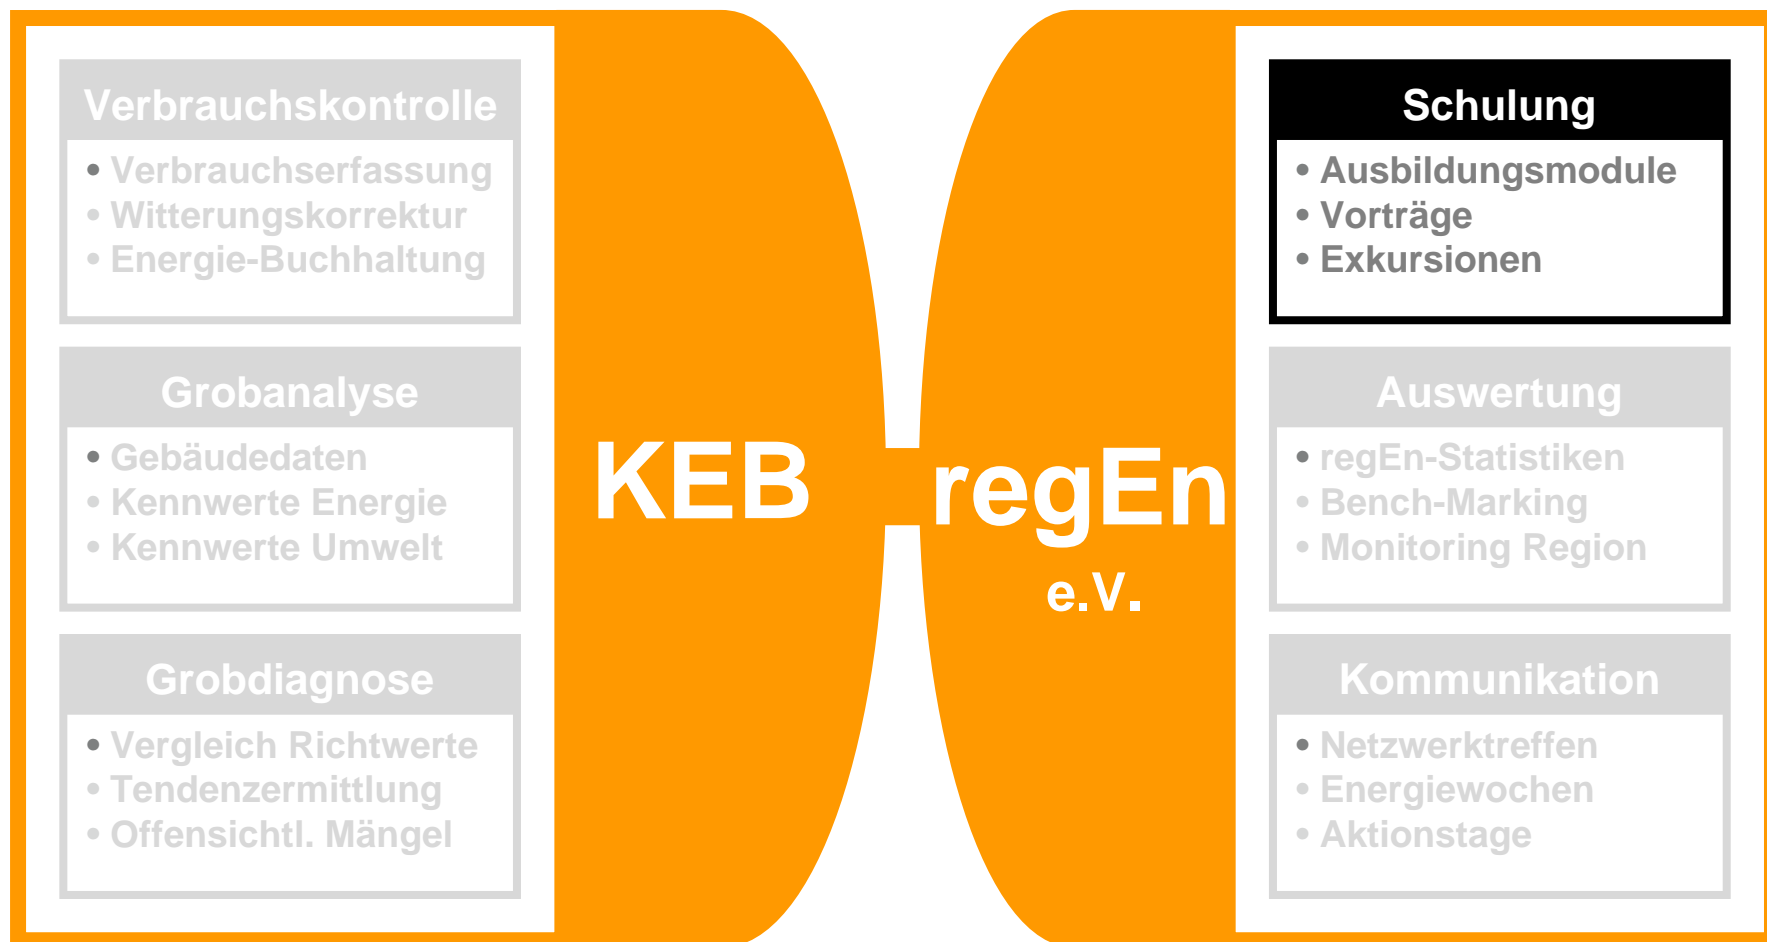 Verbrauchskontrolle
• Verbrauchserfassung
• Witterungskorrektur
• Energie-Buchhaltung
Grobanalyse
• Gebäudedaten
• Kennwerte Energie
• Kennwerte Umwelt
Grobdiagnose
• Vergleich Richtwerte
• Tendenzermittlung
• Offensichtl. Mängel
KEB
regEn
e.V.
Schulung
• Ausbildungsmodule
• Vorträge
• Exkursionen
Auswertung
• regEn-Statistiken
• Bench-Marking
• Monitoring Region
Kommunikation
• Netzwerktreffen
• Energiewochen
• Aktionstage